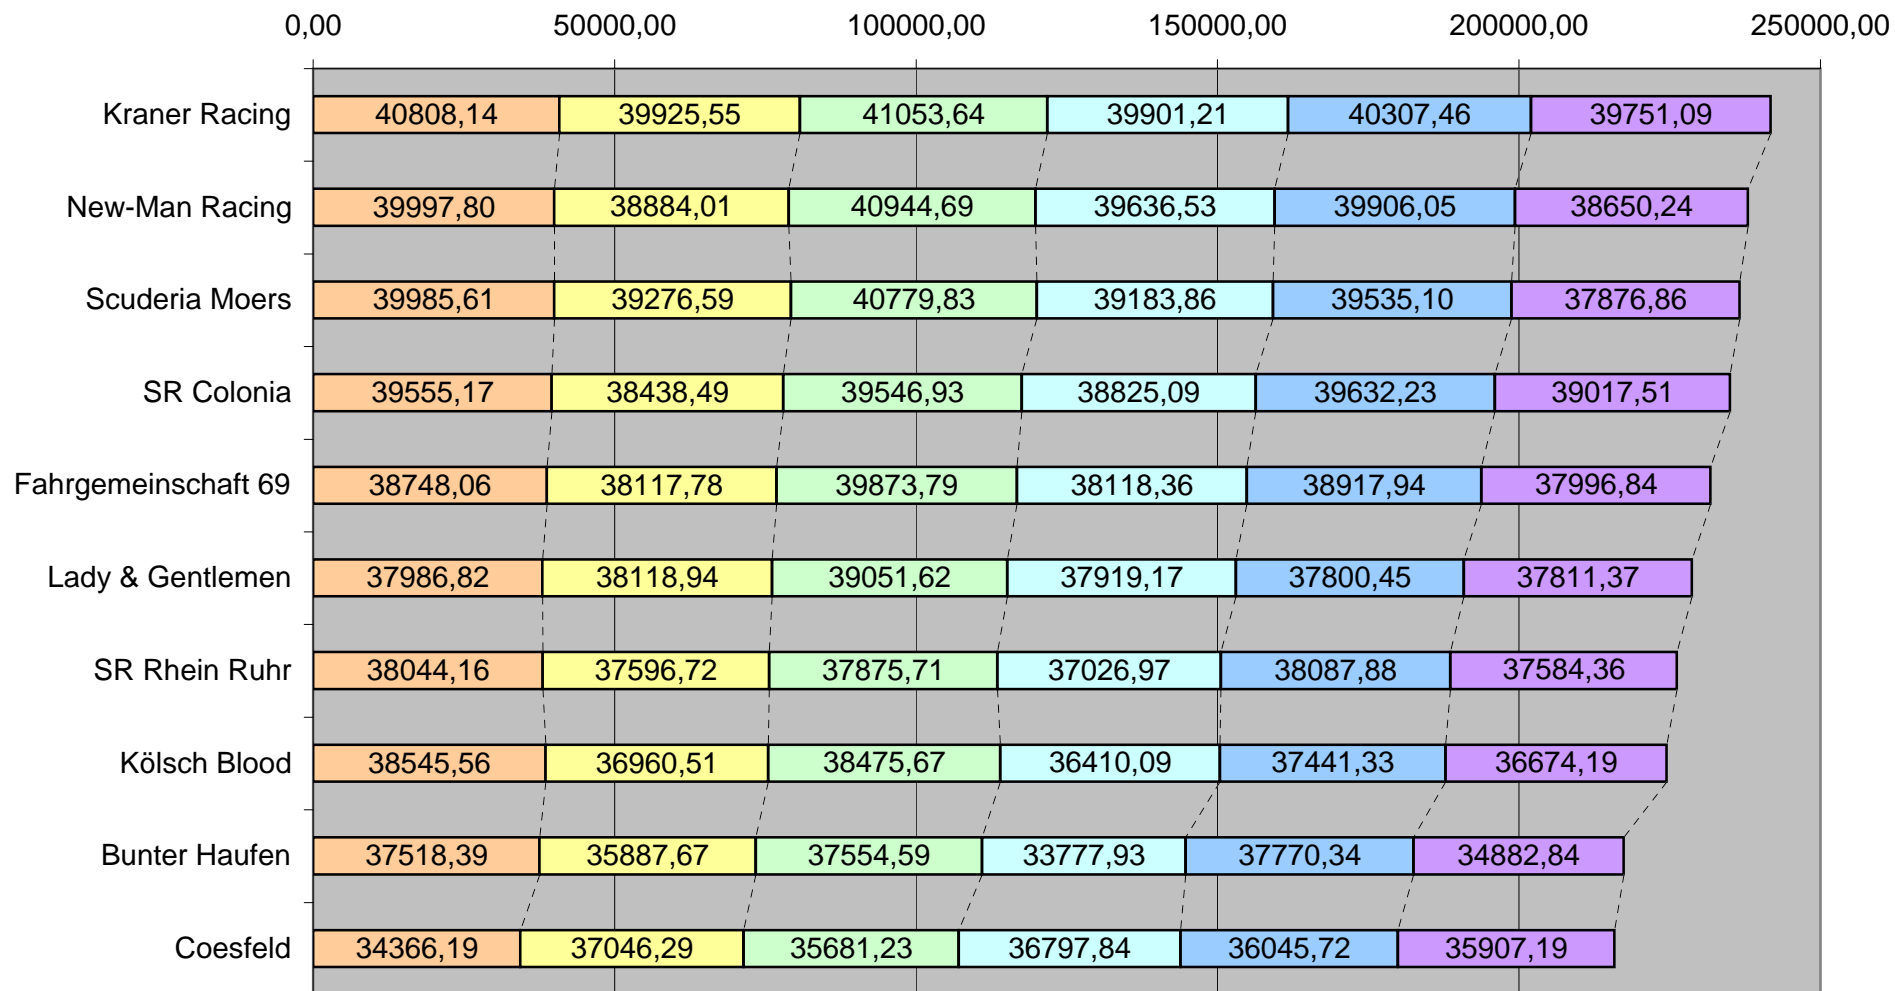 0,00 50000,00 100000,00 150000,00 200000,00 250000,00
Kraner Racing 40808,14 39925,55 41053,64 39901,21 40307,46 39751,09
New-Man Racing 39997,80 38884,01 40944,69 39636,53 39906,05 38650,24
Scuderia Moers 39985,61 39276,59 40779,83 39183,86 39535,10 37876,86
SR Colonia 39555,17 38438,49 39546,93 38825,09 39632,23 39017,51
Fahrgemeinschaft 69 38748,06 38117,78 39873,79 38118,36 38917,94 37996,84
Lady & Gentlemen 37986,82 38118,94 39051,62 37919,17 37800,45 37811,37
SR Rhein Ruhr 38044,16 37596,72 37875,71 37026,97 38087,88 37584,36
Kölsch Blood 38545,56 36960,51 38475,67 36410,09 37441,33 36674,19
Bunter Haufen 37518,39 35887,67 37554,59 33777,93 37770,34 34882,84
Coesfeld 34366,19 37046,29 35681,23 36797,84 36045,72 35907,19